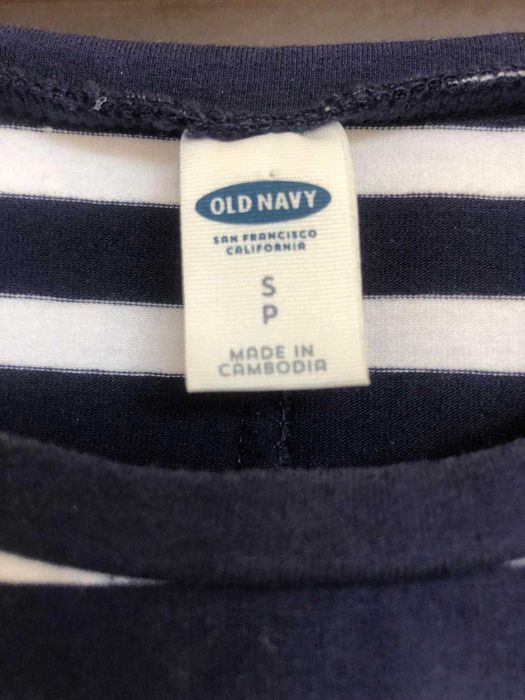 OLD NAVY
SAN FRANCISCO
CALIFORNIA
S
P
MADE IN
CAMBODIA